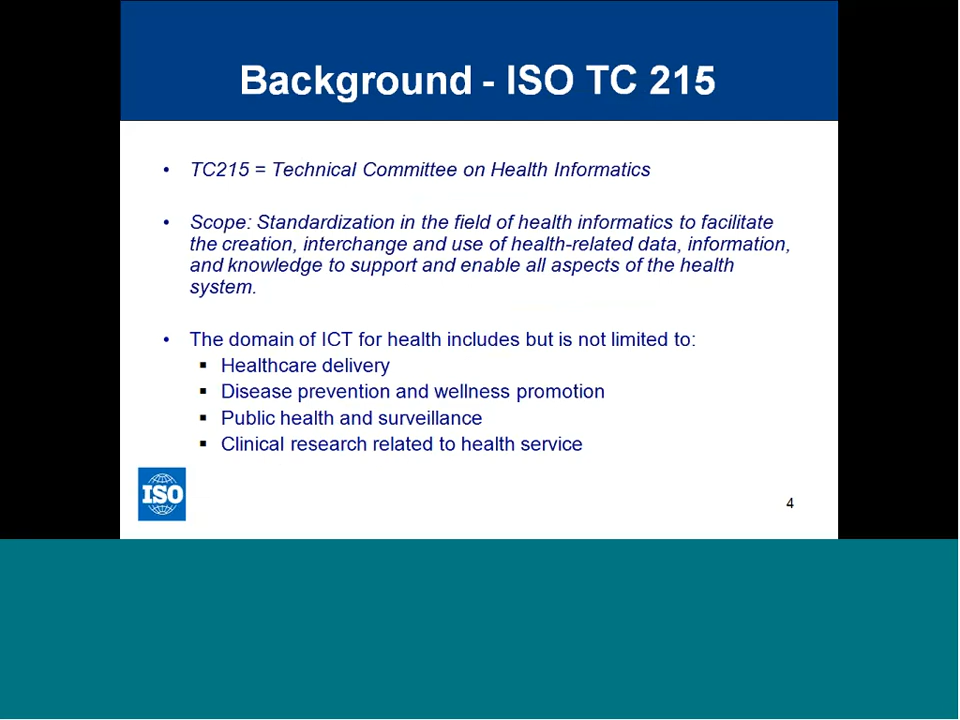 Background - ISO TC 215
• TC215 = Technical Committee on Health Informatics
• Scope: Standardization in the field of health informatics to facilitate
the creation, interchange and use of health-related data, information,
and knowledge to support and enable all aspects of the health
system.
• The domain of ICT for health includes but is not limited to:
▪ Healthcare delivery
▪ Disease prevention and wellness promotion
▪ Public health and surveillance
▪ Clinical research related to health service
ISO
4